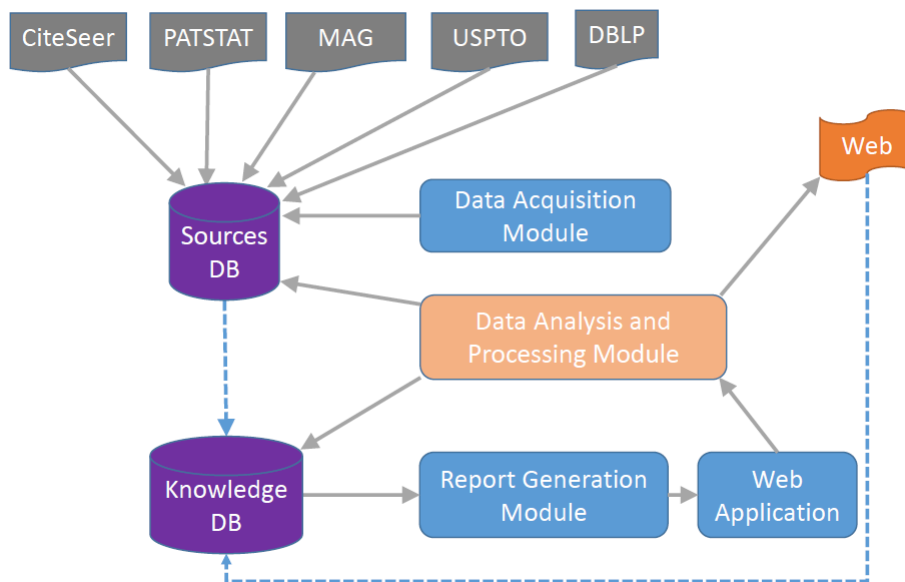 CiteSeer
PATSTAT
MAG
USPTO
DBLP
Web
Data Acquisition
Module
Sources
DB
Data Analysis and
Processing Module
Knowledge
DB
Report Generation
Module
Web
Application